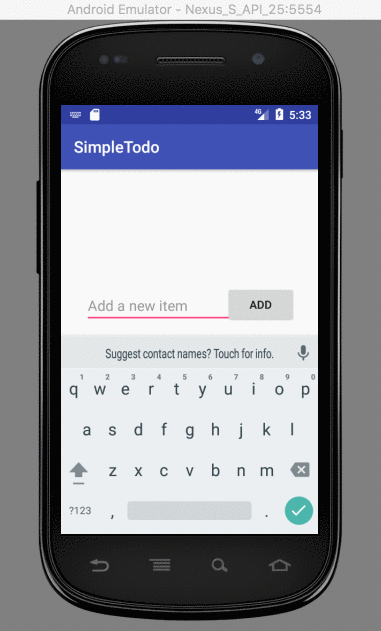 Android Emulator - Nexus_S_API_25:5554
4G 5:33
SimpleTodo
Add a new item ADD
Suggest contact names? Touch for info.
1 2 3 4 5 6 7 8 9 0
q w e r t y u i o p
a s d f g h j k l
z x c v b n m
?123 , .